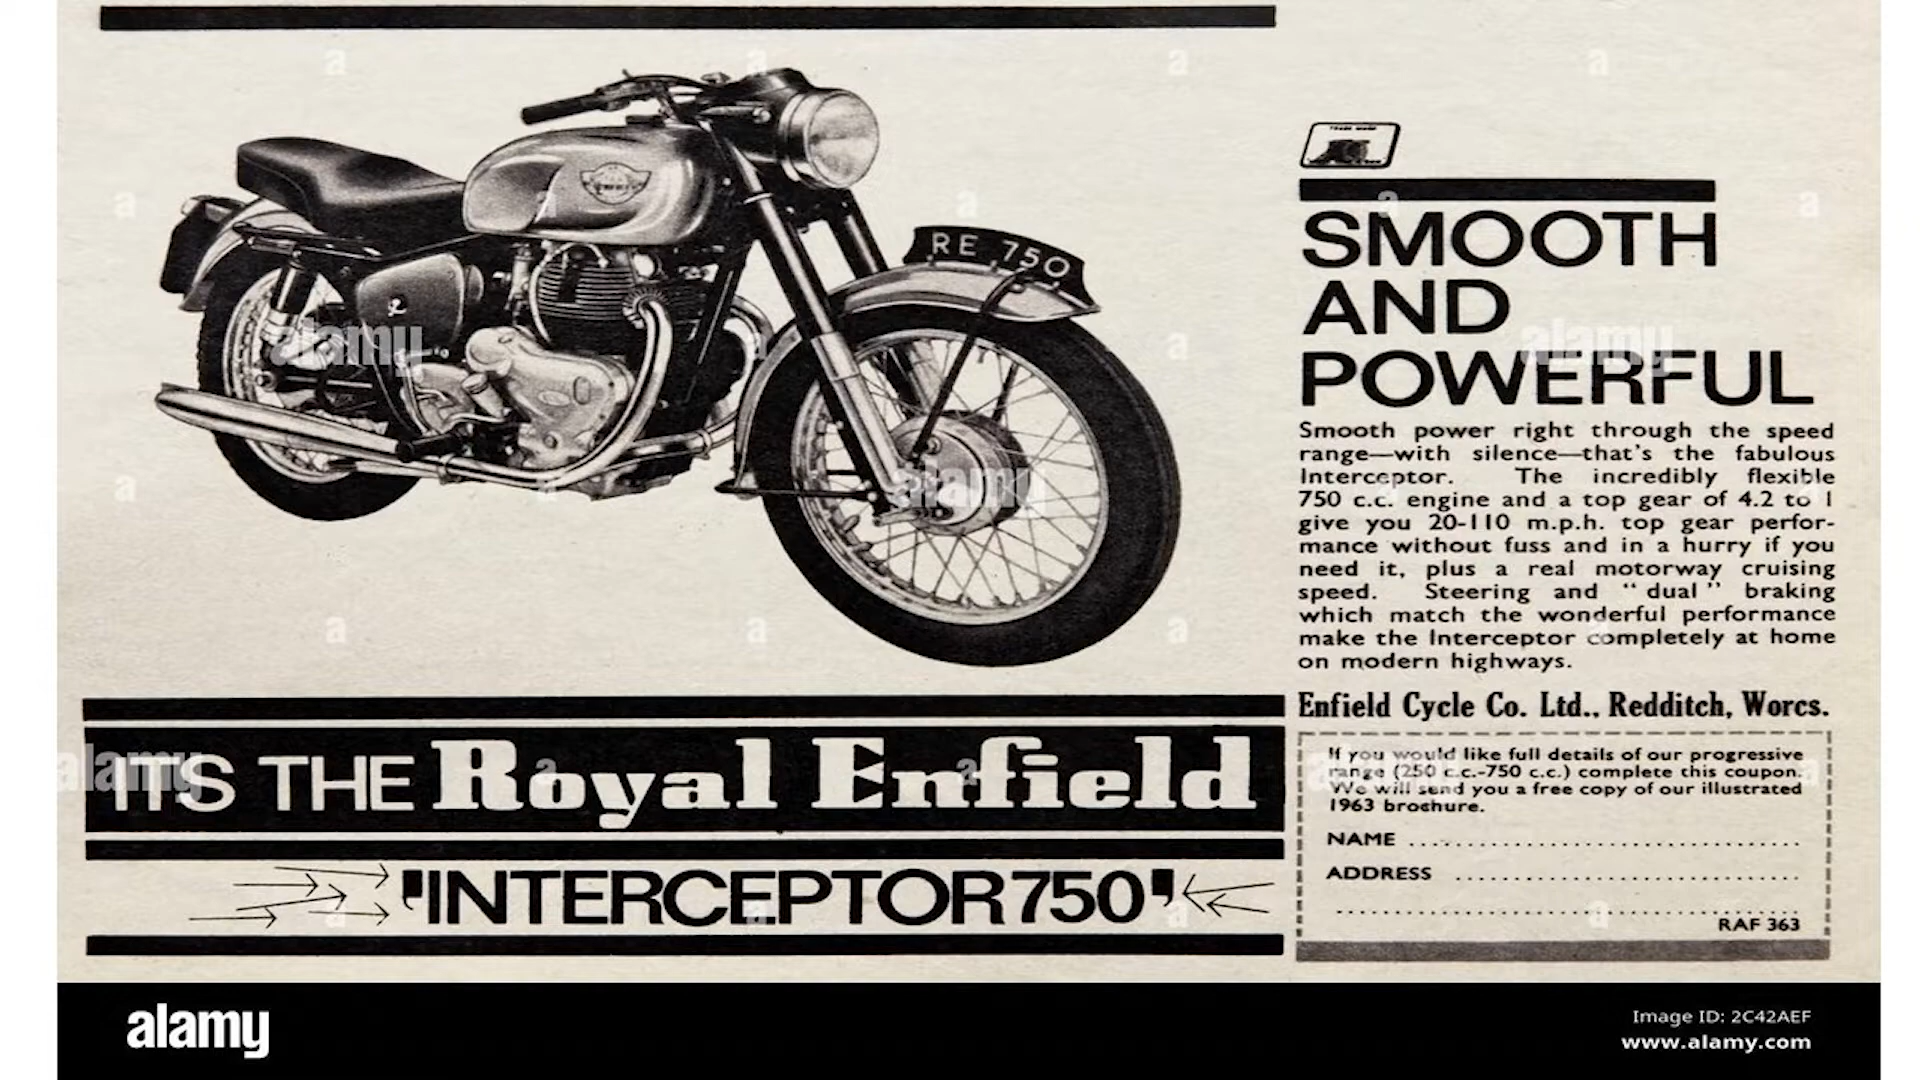 RE 750
TRADE MARK
SMOOTH
AND
POWERFUL
Smooth power right through the speed
range—with silence—that's the fabulous
Interceptor. The incredibly flexible
750 c.c. engine and a top gear of 4.2 to 1
give you 20-110 m.p.h. top gear perfor-
mance without fuss and in a hurry if you
need it, plus a real motorway cruising
speed. Steering and "dual" braking
which match the wonderful performance
make the Interceptor completely at home
on modern highways.
Enfield Cycle Co. Ltd., Redditch, Worcs.
ITS THE Royal Enfield
"INTERCEPTOR 750"
If you would like full details of our progressive
range (250 c.c.-750 c.c.) complete this coupon.
We will send you a free copy of our illustrated
1963 brochure.
NAME
ADDRESS
RAF 363
alamy
Image ID: 2C42AEF
www.alamy.com